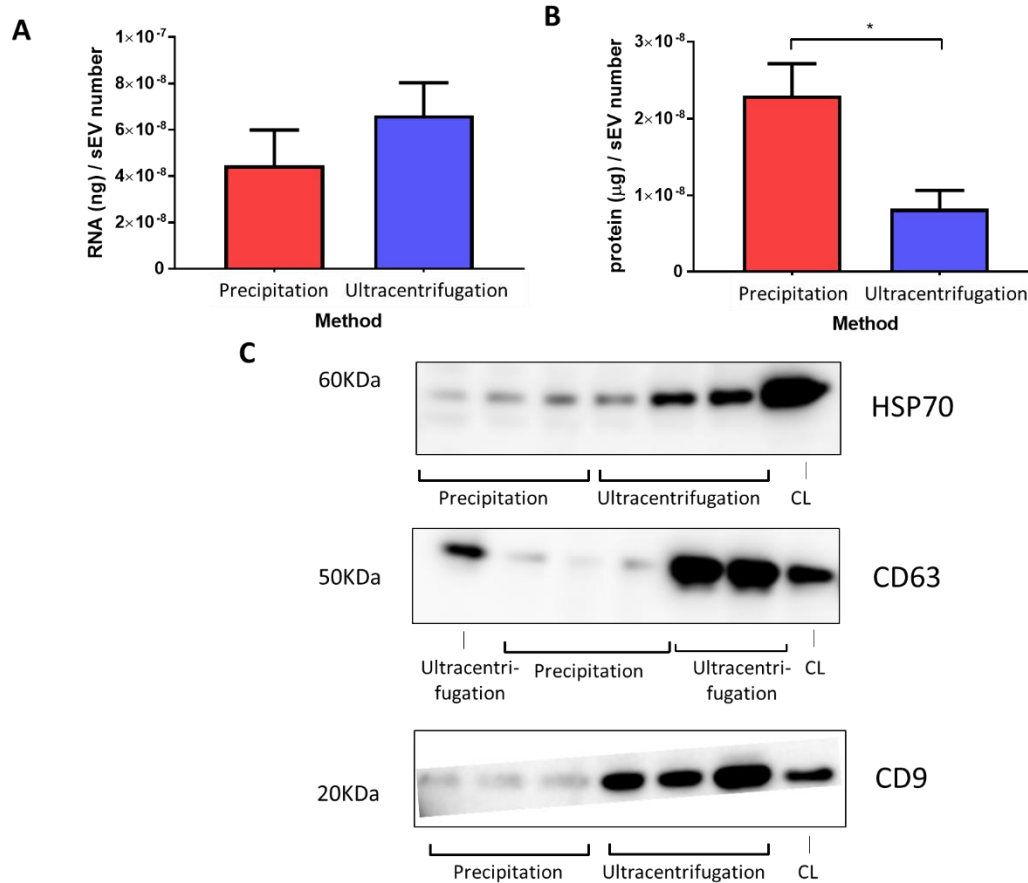 A
RNA (ng) / sEV number
1×10⁻⁷
8×10⁻⁸
6×10⁻⁸
4×10⁻⁸
2×10⁻⁸
0
Precipitation Ultracentrifugation
Method
B
protein (μg) / sEV number
3×10⁻⁸
2×10⁻⁸
1×10⁻⁸
0
*
Precipitation Ultracentrifugation
Method
C
60KDa
HSP70
Precipitation Ultracentrifugation CL
50KDa
CD63
Ultracentri-
fugation
Precipitation
Ultracentri-
fugation
CL
20KDa
CD9
Precipitation Ultracentrifugation CL